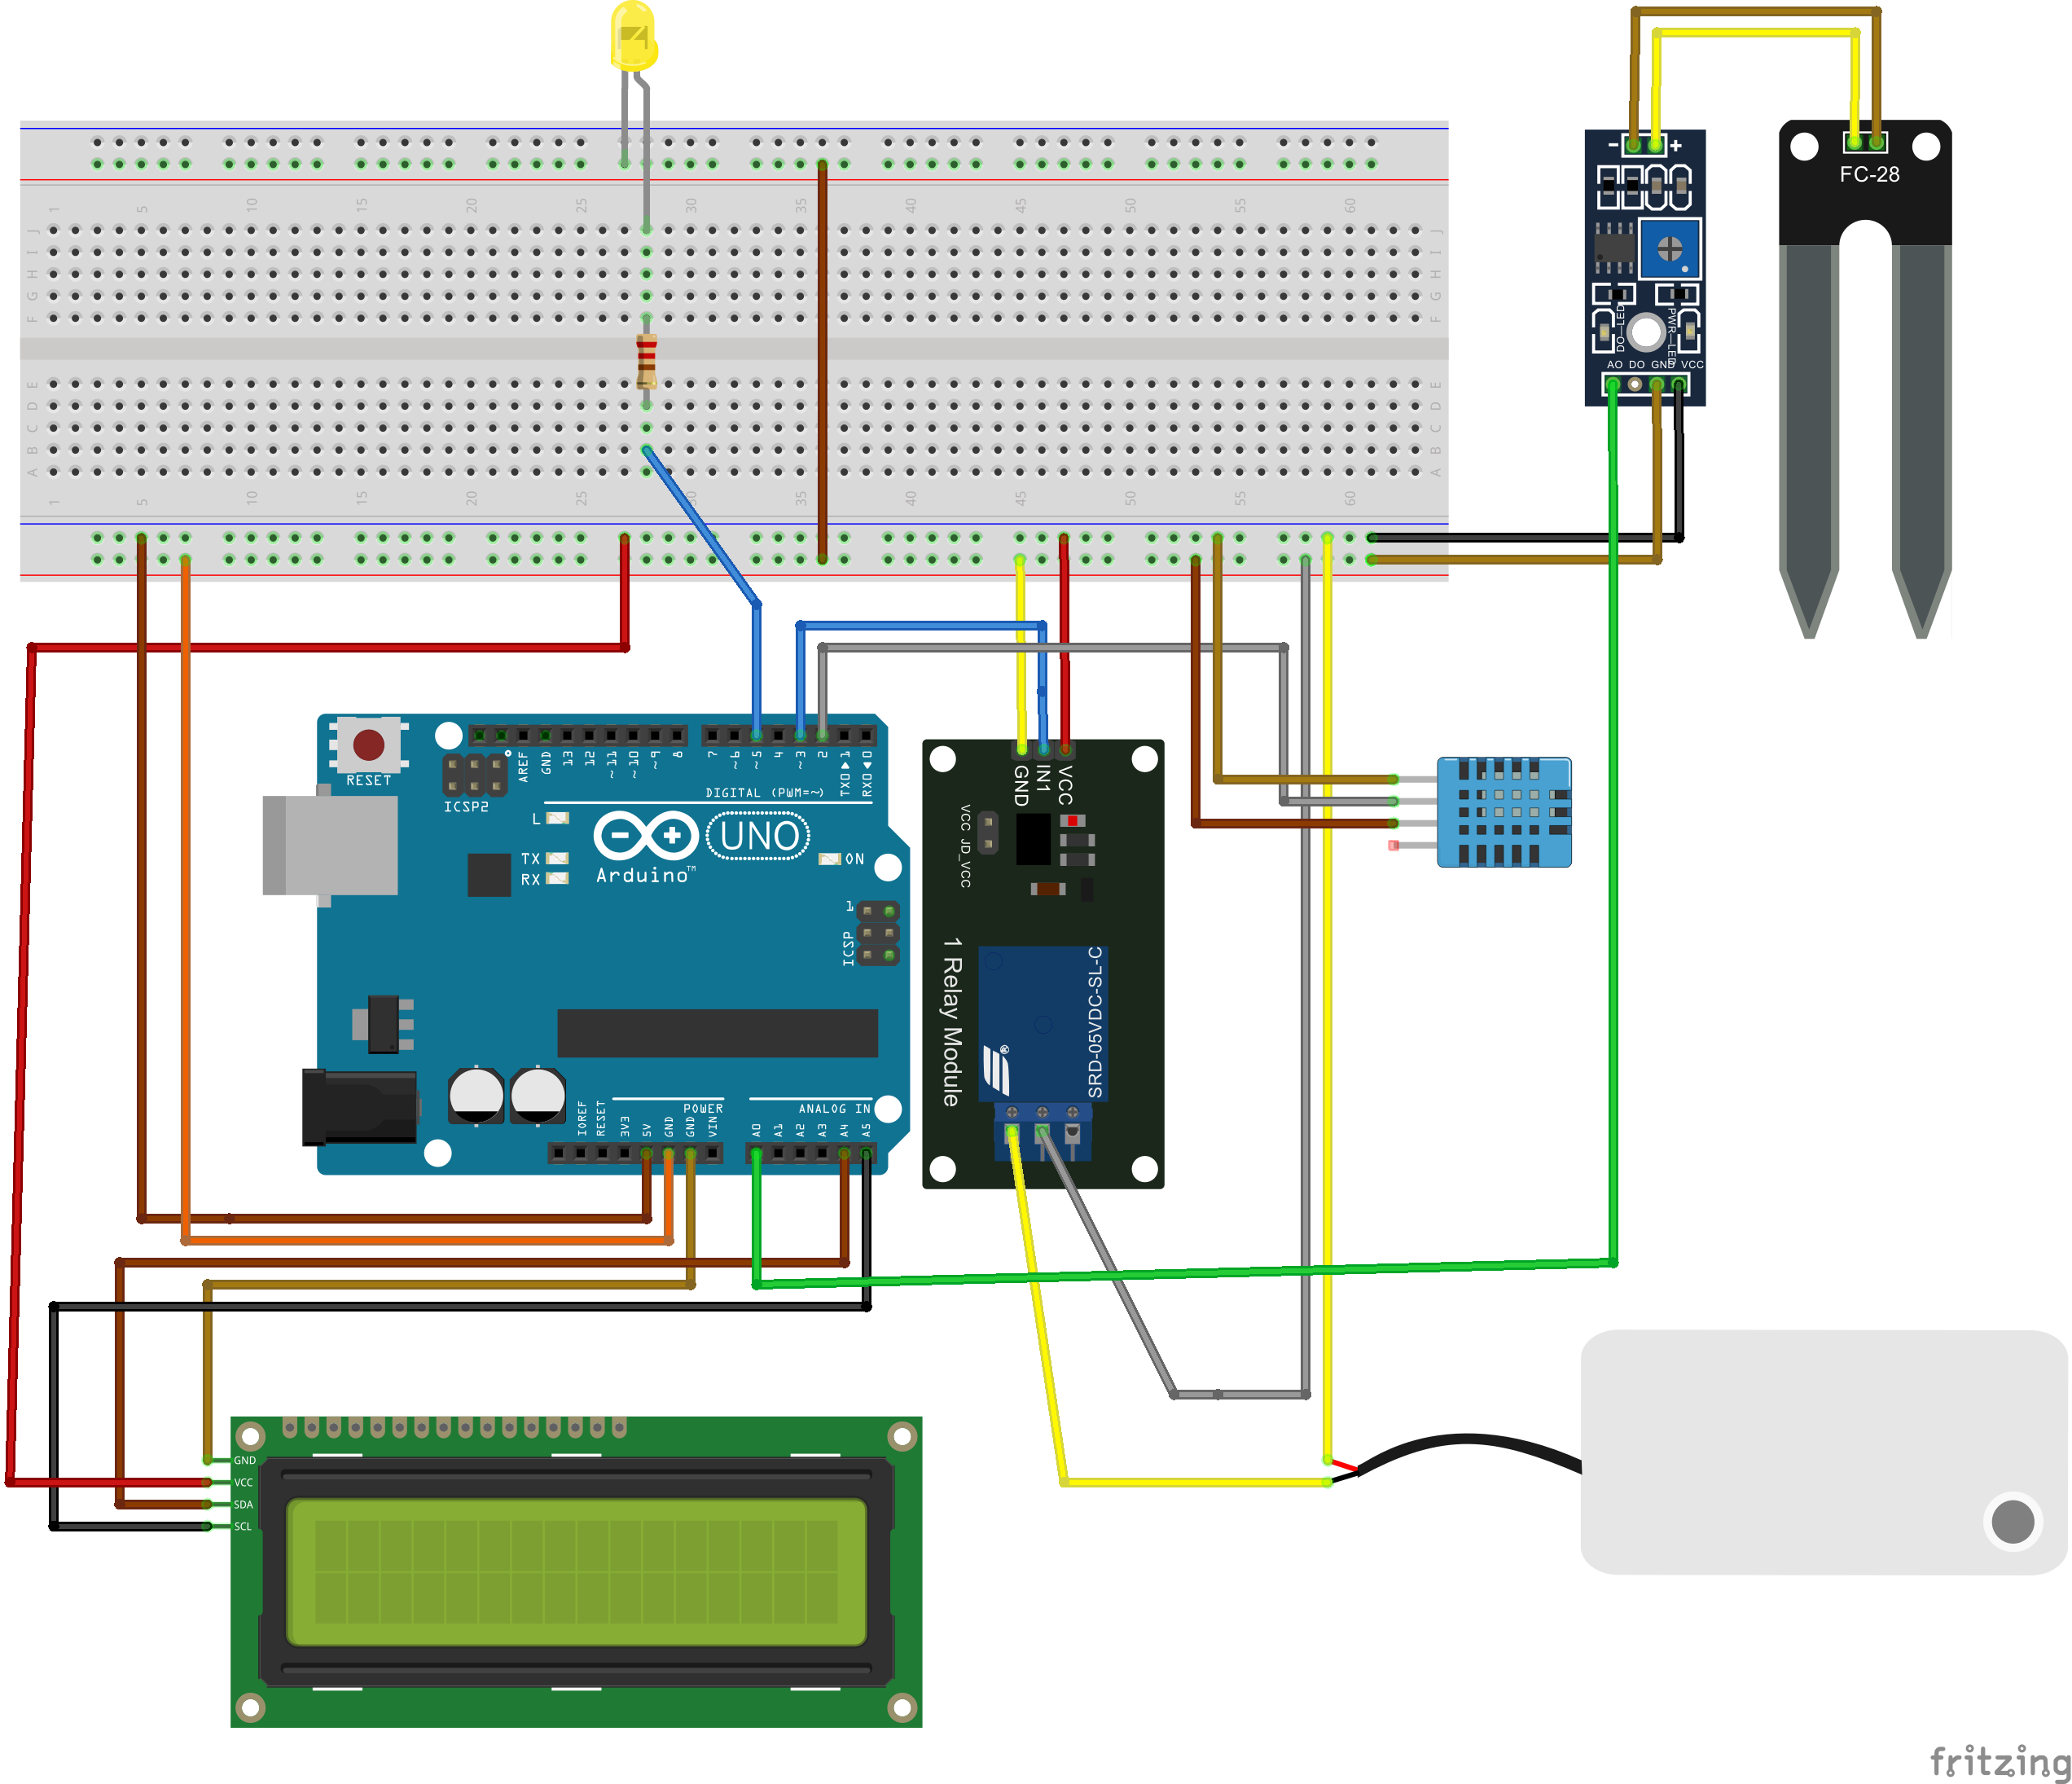 - +
FC-28
1 5 10 15 20 25 30 35 40 45 50 55 60
J J
I I
H H
G G
F F
DO-LED PWR-LED
AO DO GND VCC
E E
D D
C C
B B
A A
1 5 10 15 20 25 30 35 40 45 50 55 60
RESET
ICSP2
AREF GND 13 12 ~11 ~10 ~9 8 7 ~6 ~5 4 ~3 2 TX0▶1 RX0◀0
DIGITAL (PWM=~)
L
TX
RX
UNO
Arduino™
ON
1
ICSP
GND IN1 VCC
VCC JD_VCC
1 Relay Module
SRD-05VDC-SL-C
®
POWER
ANALOG IN
IOREF RESET 3V3 5V GND GND VIN A0 A1 A2 A3 A4 A5
GND
VCC
SDA
SCL
fritzing